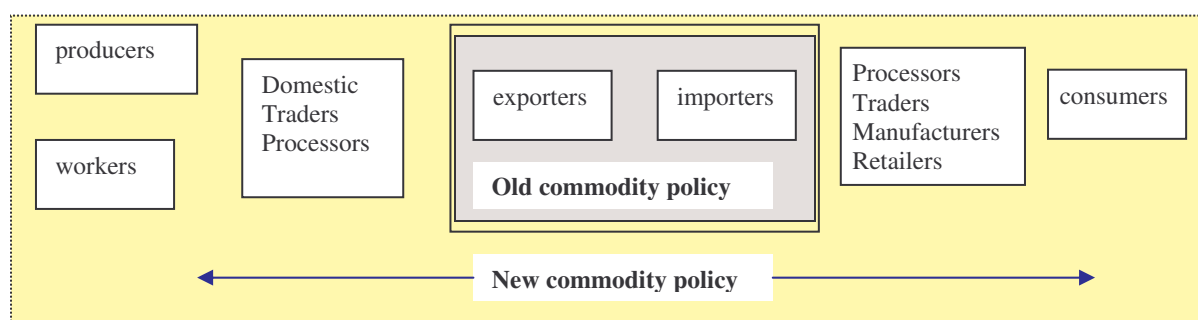 producers
workers
Domestic
Traders
Processors
exporters
importers
Old commodity policy
Processors
Traders
Manufacturers
Retailers
consumers
New commodity policy